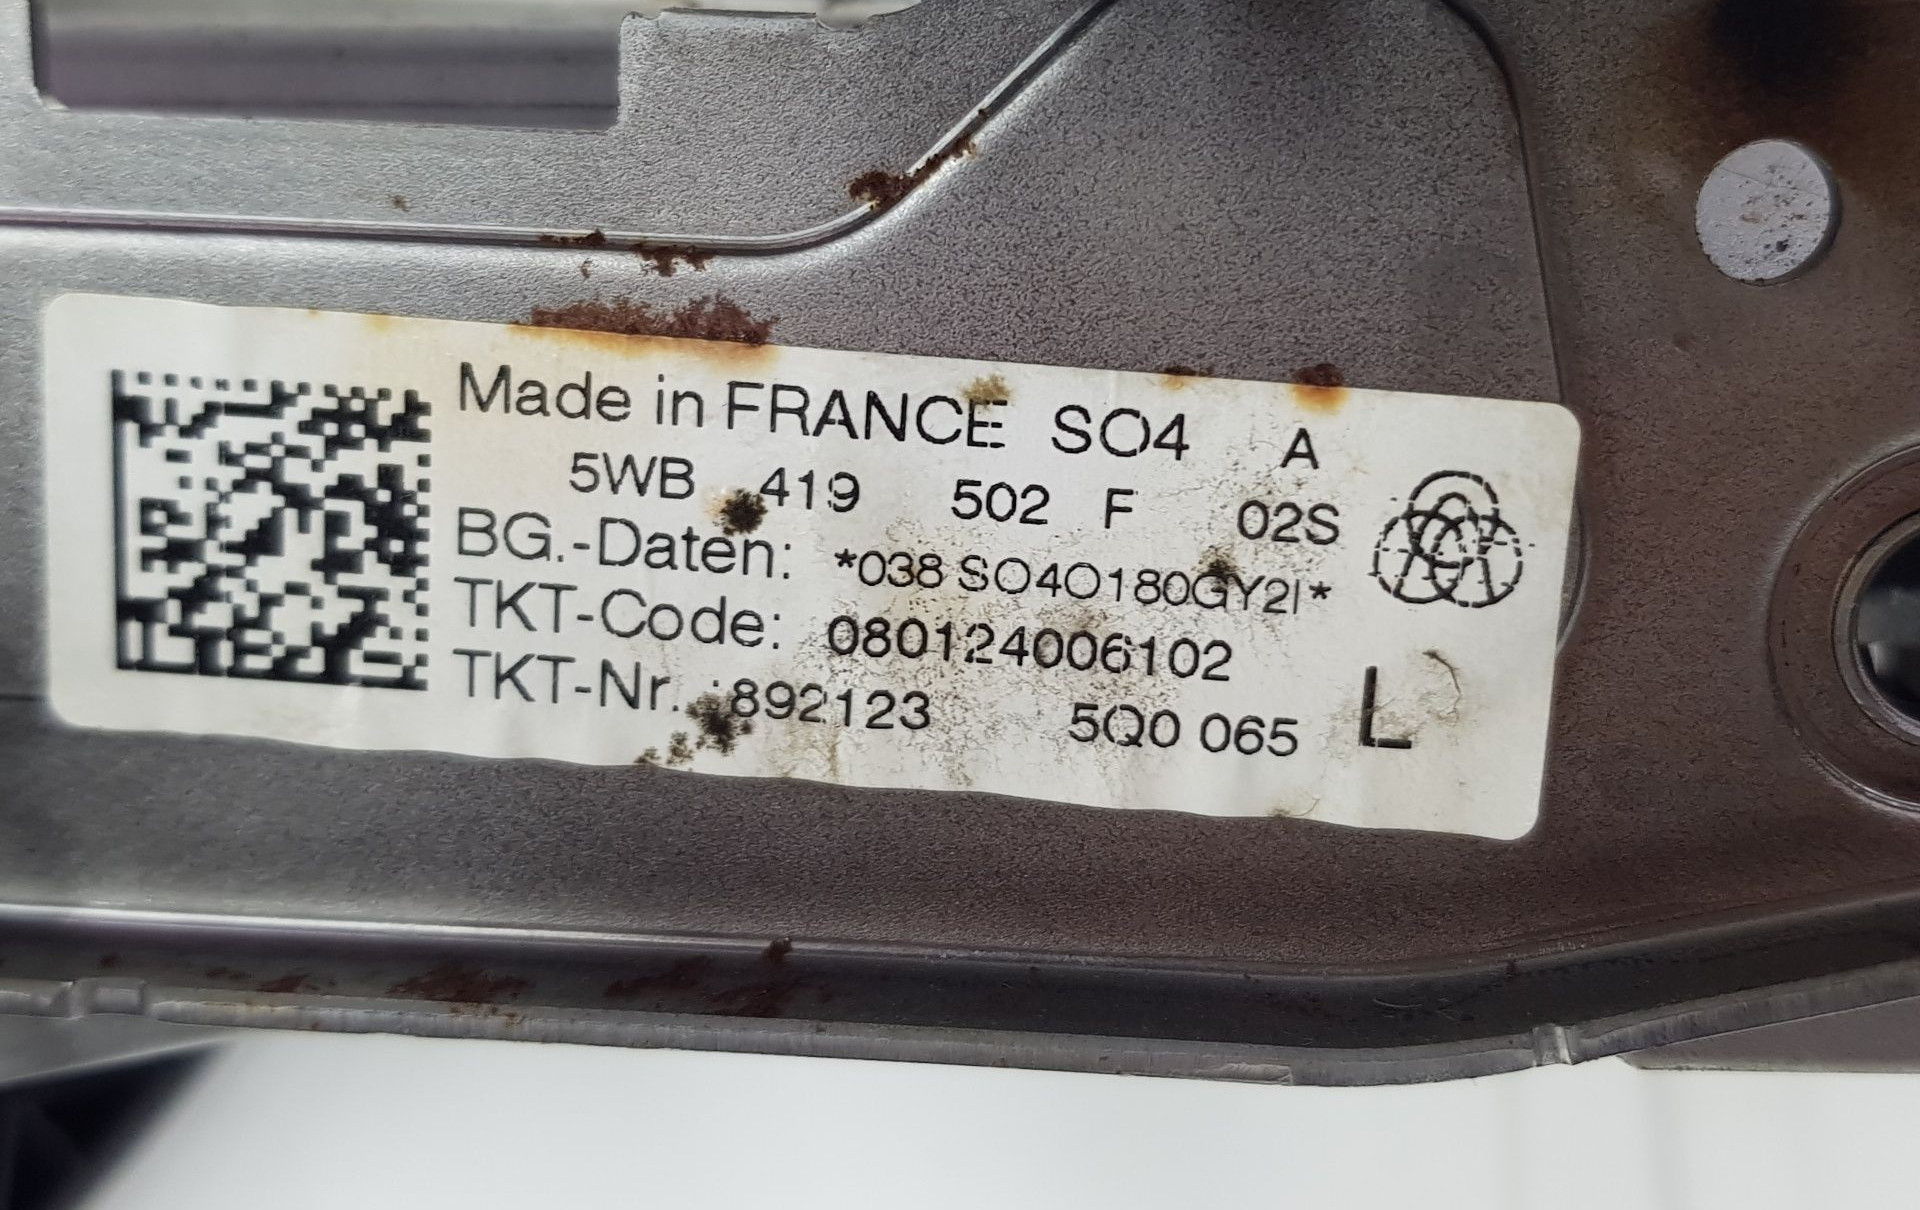 Made in FRANCE SO4 A
5WB 419 502 F 02S
BG.-Daten: *038 SO4O180GY2I*
TKT-Code: 080124006102
TKT-Nr. :892123 5Q0 065 L